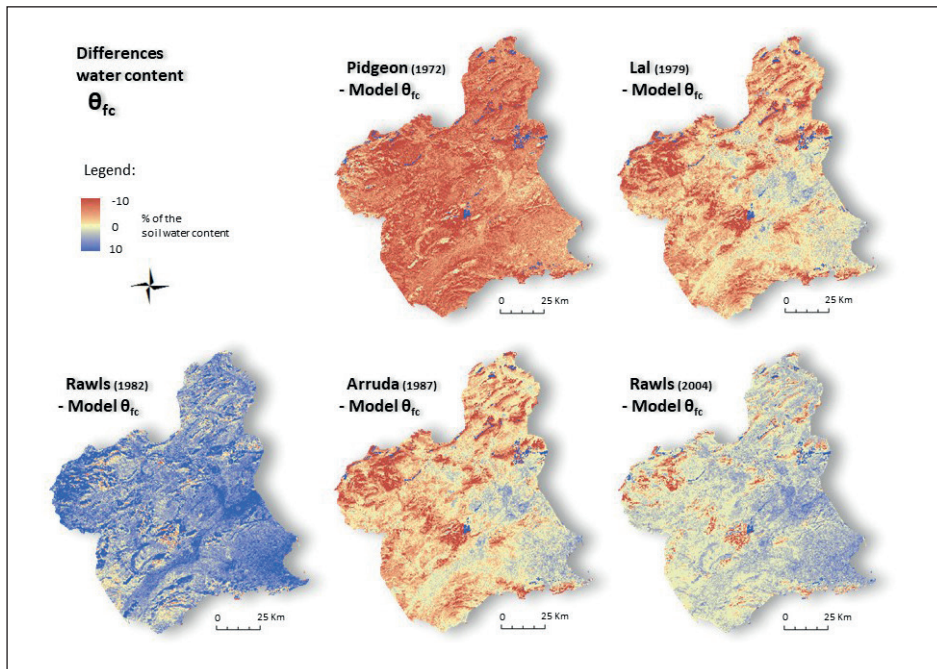 Differences
water content
θfc
Legend:
-10
0
10
% of the
soil water content
Pidgeon (1972)
- Model θfc
0 25 Km
Lal (1979)
- Model θfc
0 25 Km
Rawls (1982)
- Model θfc
0 25 Km
Arruda (1987)
- Model θfc
0 25 Km
Rawls (2004)
- Model θfc
0 25 Km